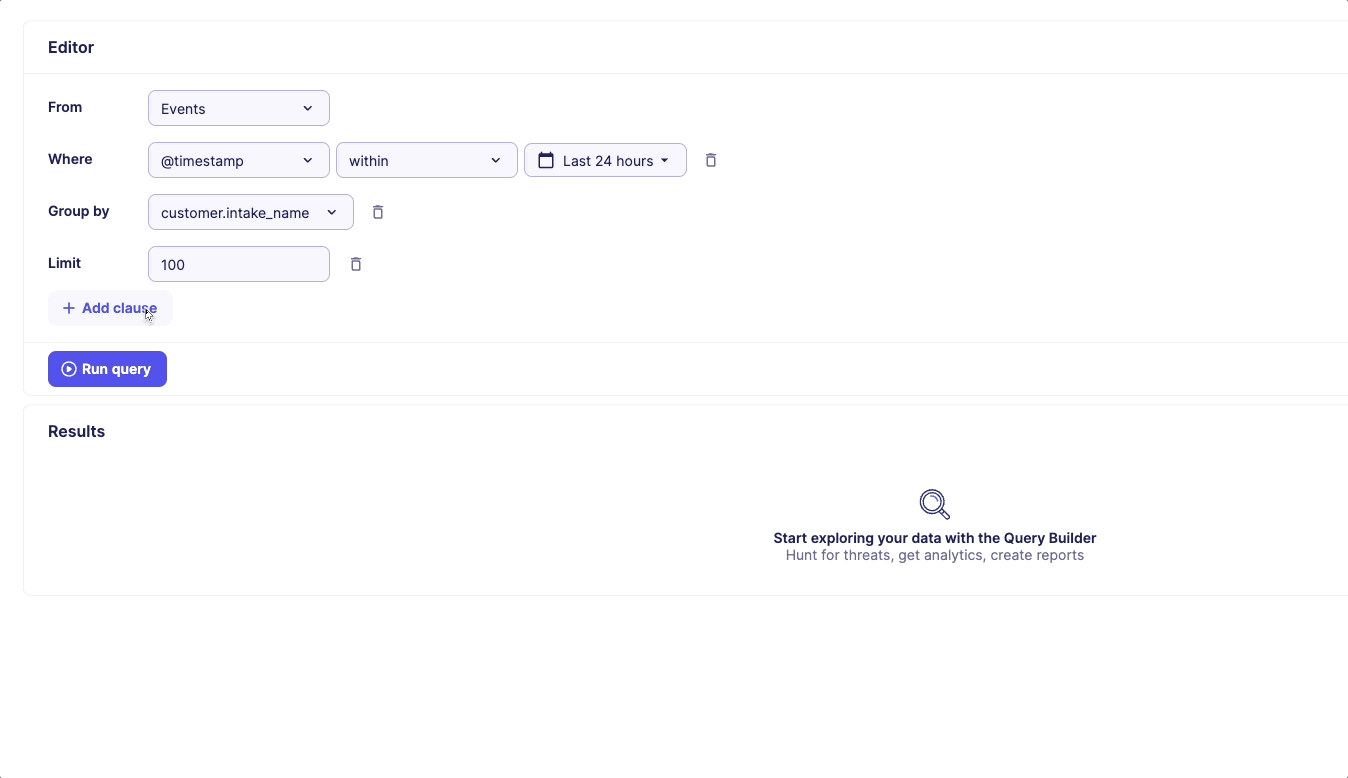 Editor
From Events
Where @timestamp within Last 24 hours
Group by customer.intake_name
Limit 100
Add clause
Run query
Results
Start exploring your data with the Query Builder
Hunt for threats, get analytics, create reports